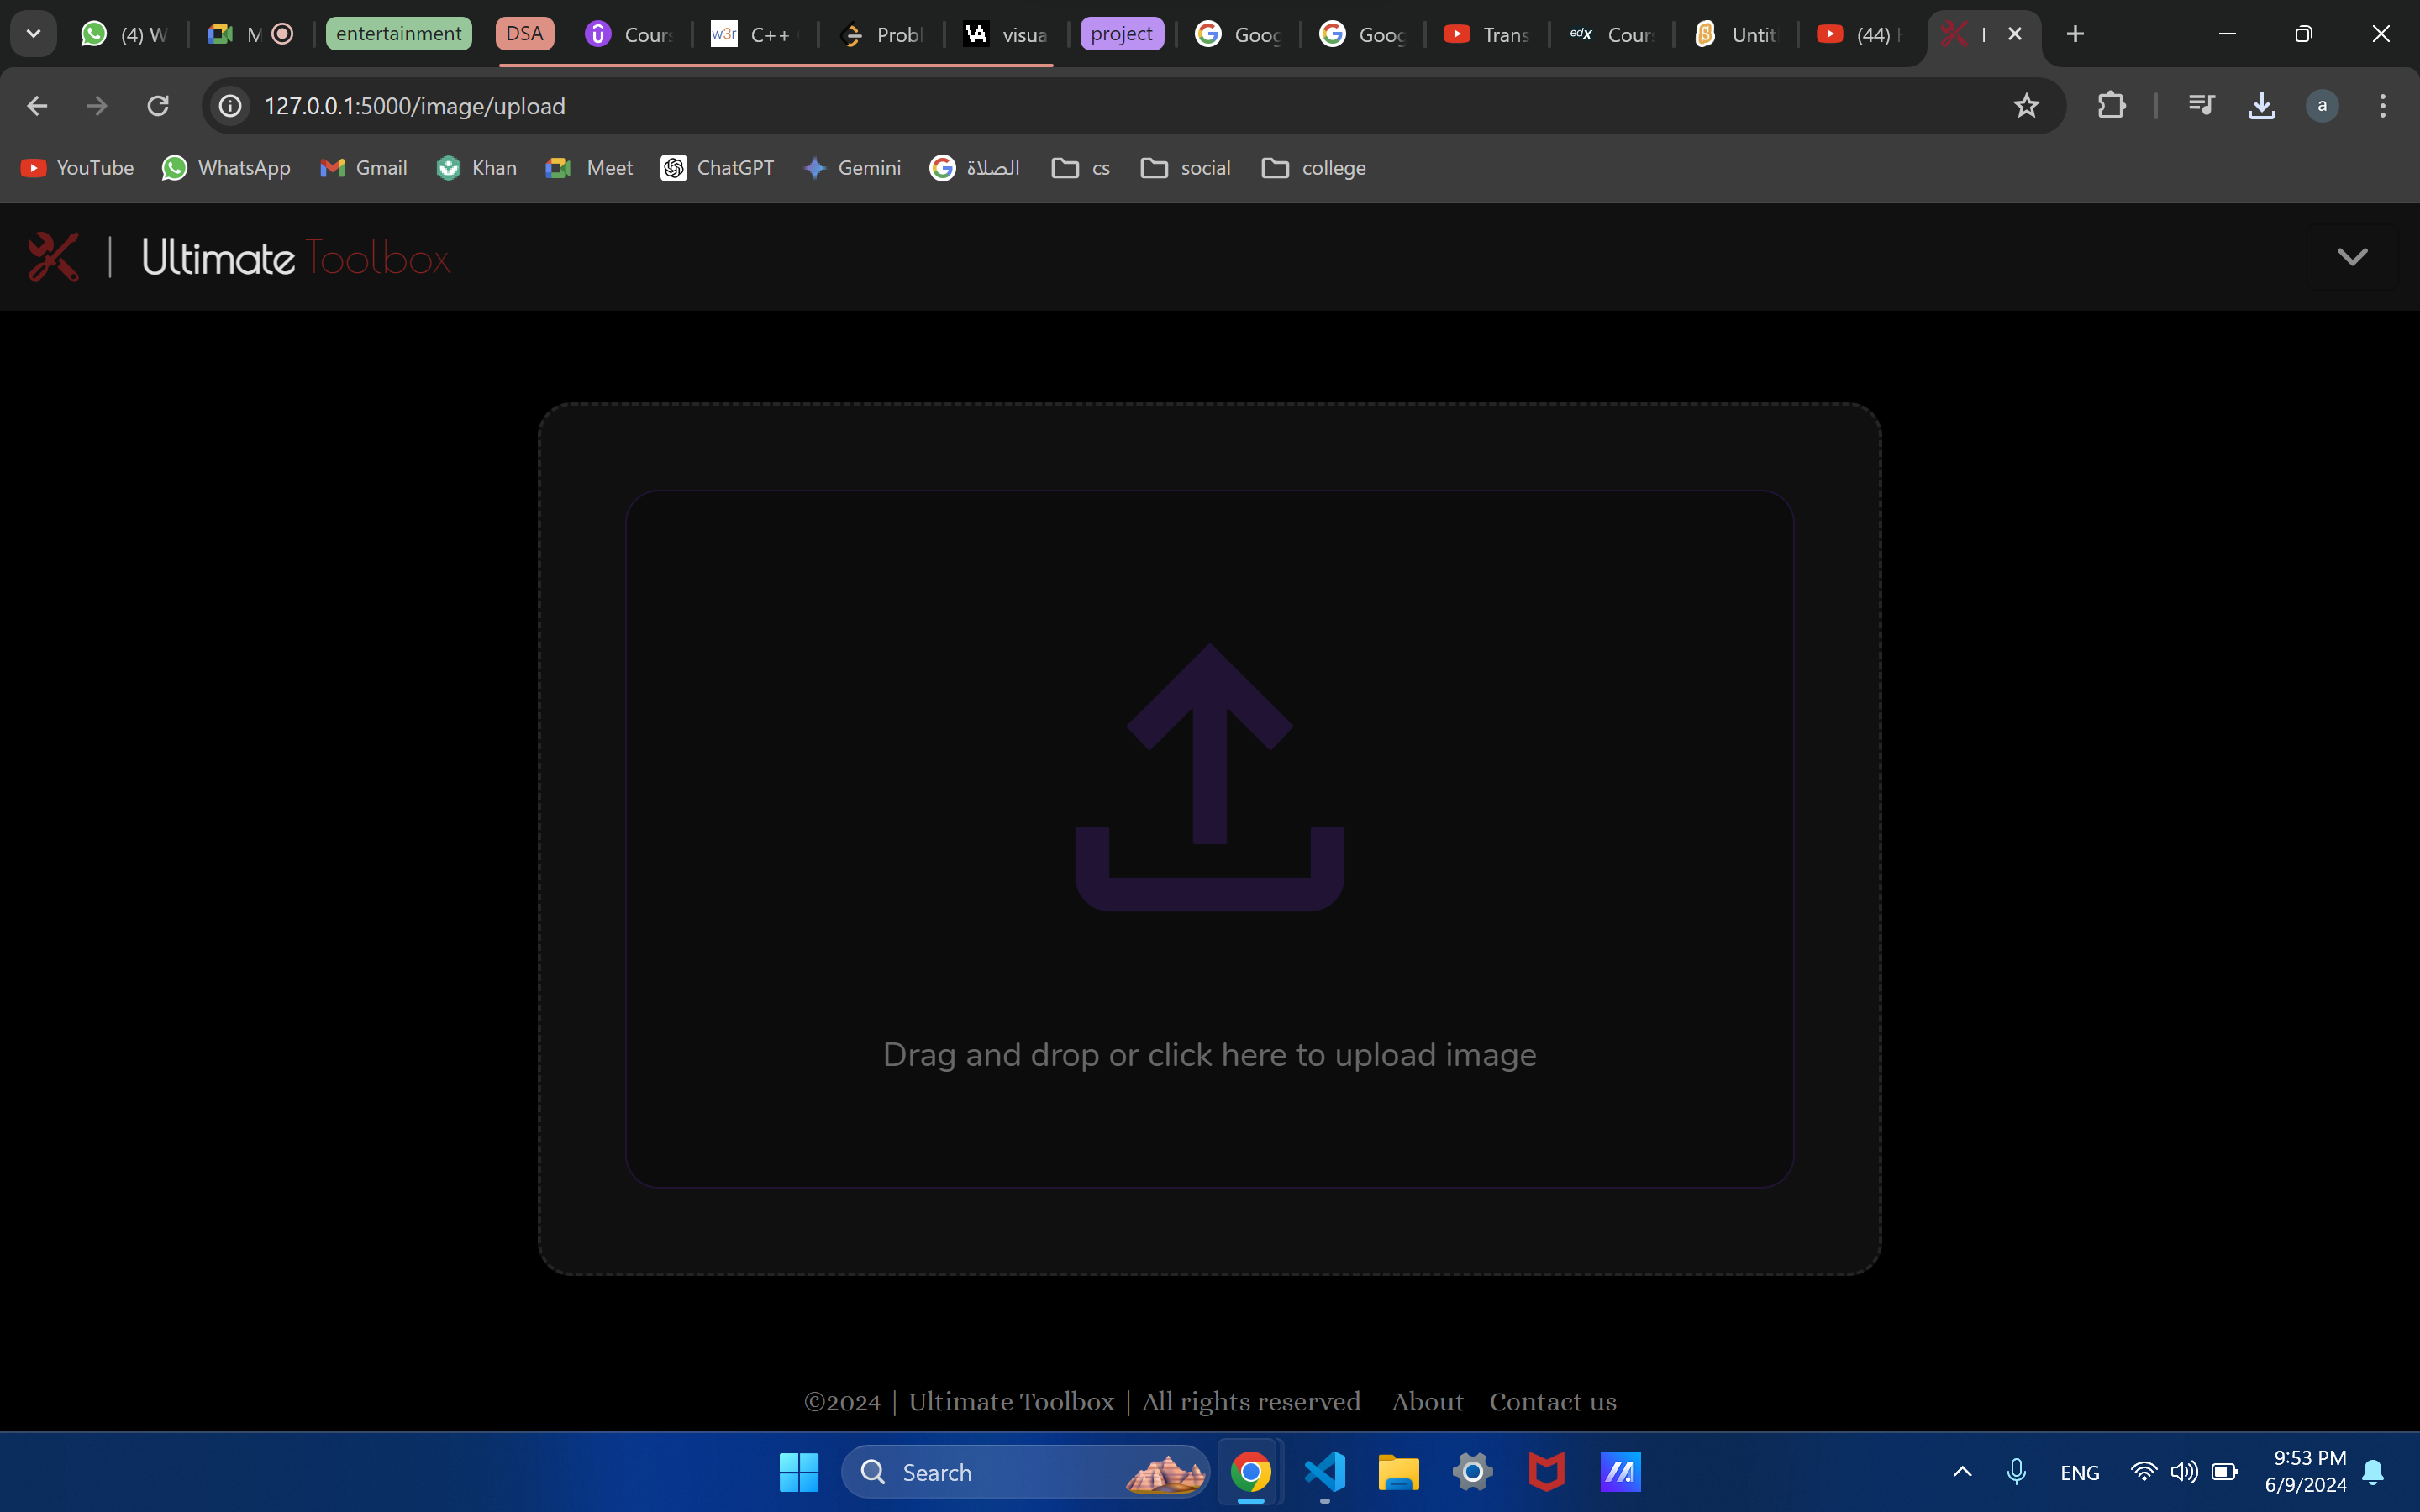 (4) W
M
entertainment
DSA
Cours
w3r C++
Probl
visua
project
Goog
Goog
Trans
edx Cour
Untit
(44)
127.0.0.1:5000/image/upload
a
YouTube
WhatsApp
Gmail
Khan
Meet
ChatGPT
Gemini
الصلاة
cs
social
college
Ultimate Toolbox
Drag and drop or click here to upload image
©2024 | Ultimate Toolbox | All rights reserved About Contact us
Search
ENG
9:53 PM
6/9/2024